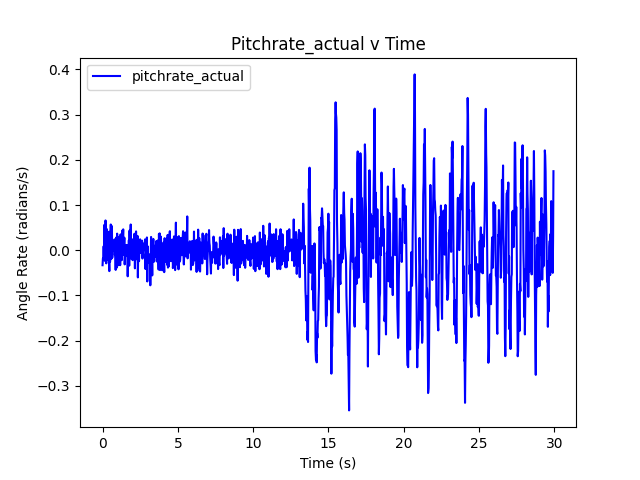 Pitchrate_actual v Time
pitchrate_actual
Angle Rate (radians/s)
0.4
0.3
0.2
0.1
0.0
−0.1
−0.2
−0.3
0 5 10 15 20 25 30
Time (s)